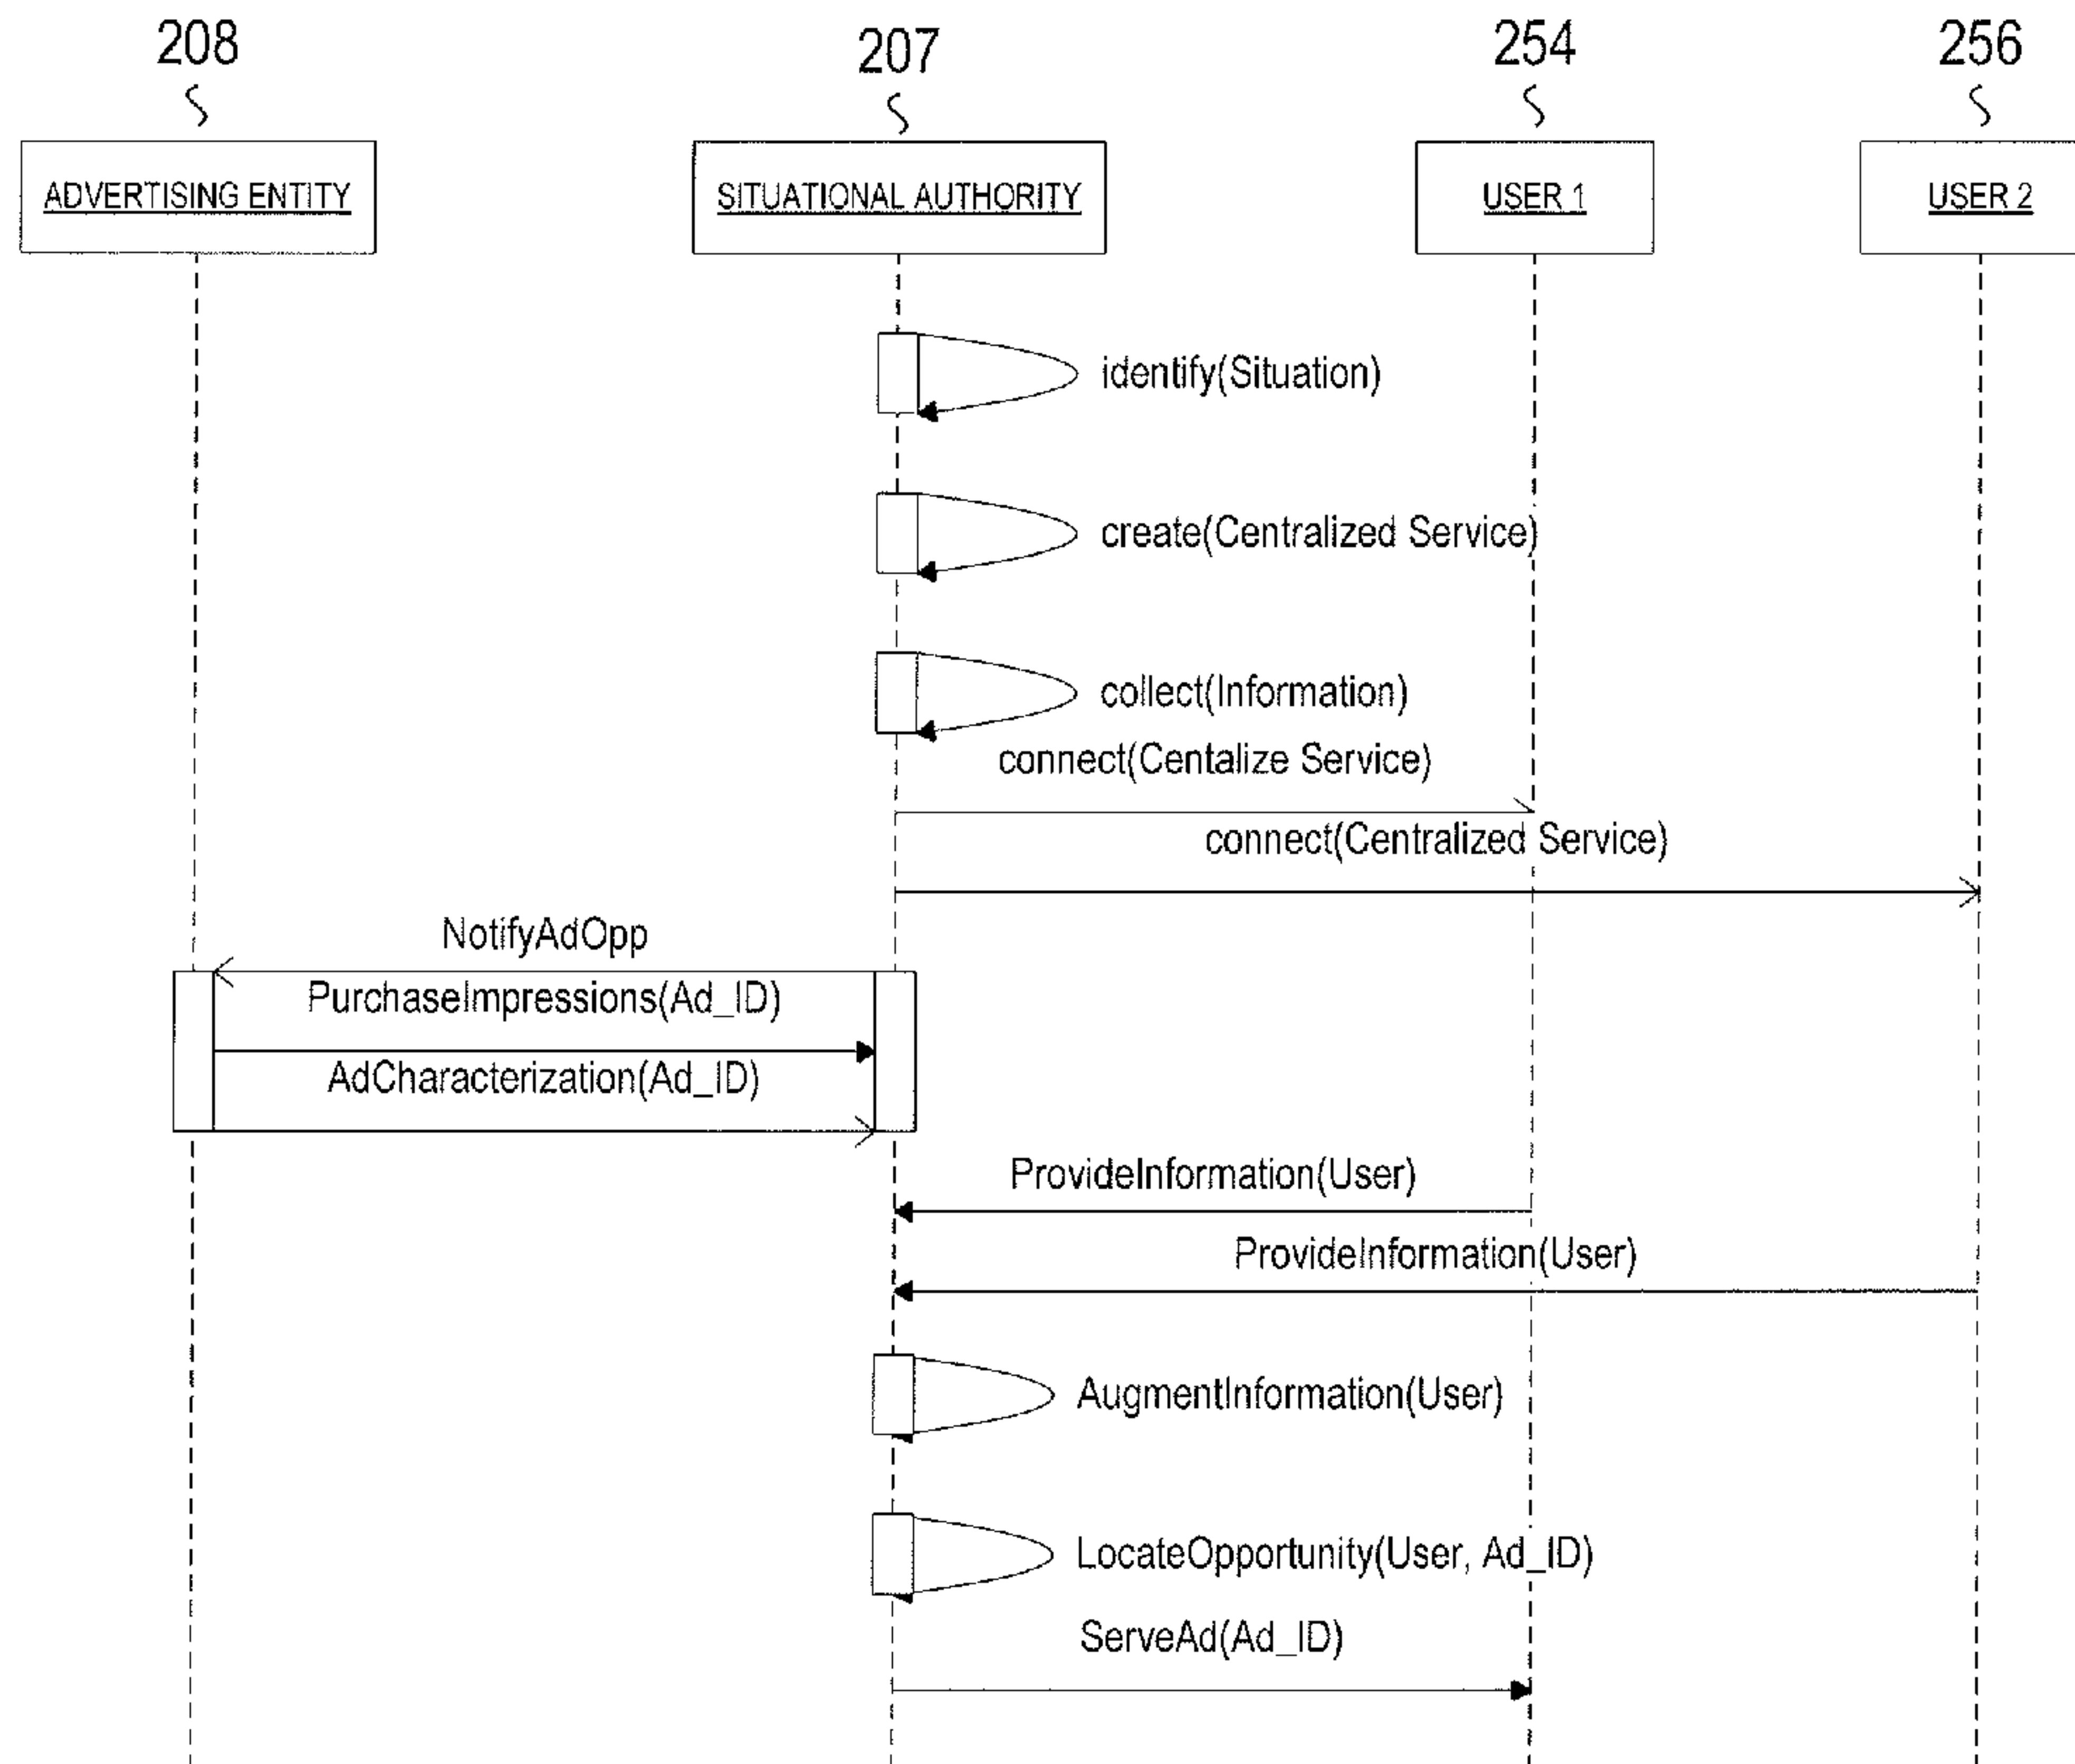 208
207
254
256
ADVERTISING ENTITY
SITUATIONAL AUTHORITY
USER 1
USER 2
identify(Situation)
create(Centralized Service)
collect(Information)
connect(Centalize Service)
connect(Centralized Service)
NotifyAdOpp
PurchaseImpressions(Ad_ID)
AdCharacterization(Ad_ID)
ProvideInformation(User)
ProvideInformation(User)
AugmentInformation(User)
LocateOpportunity(User, Ad_ID)
ServeAd(Ad_ID)